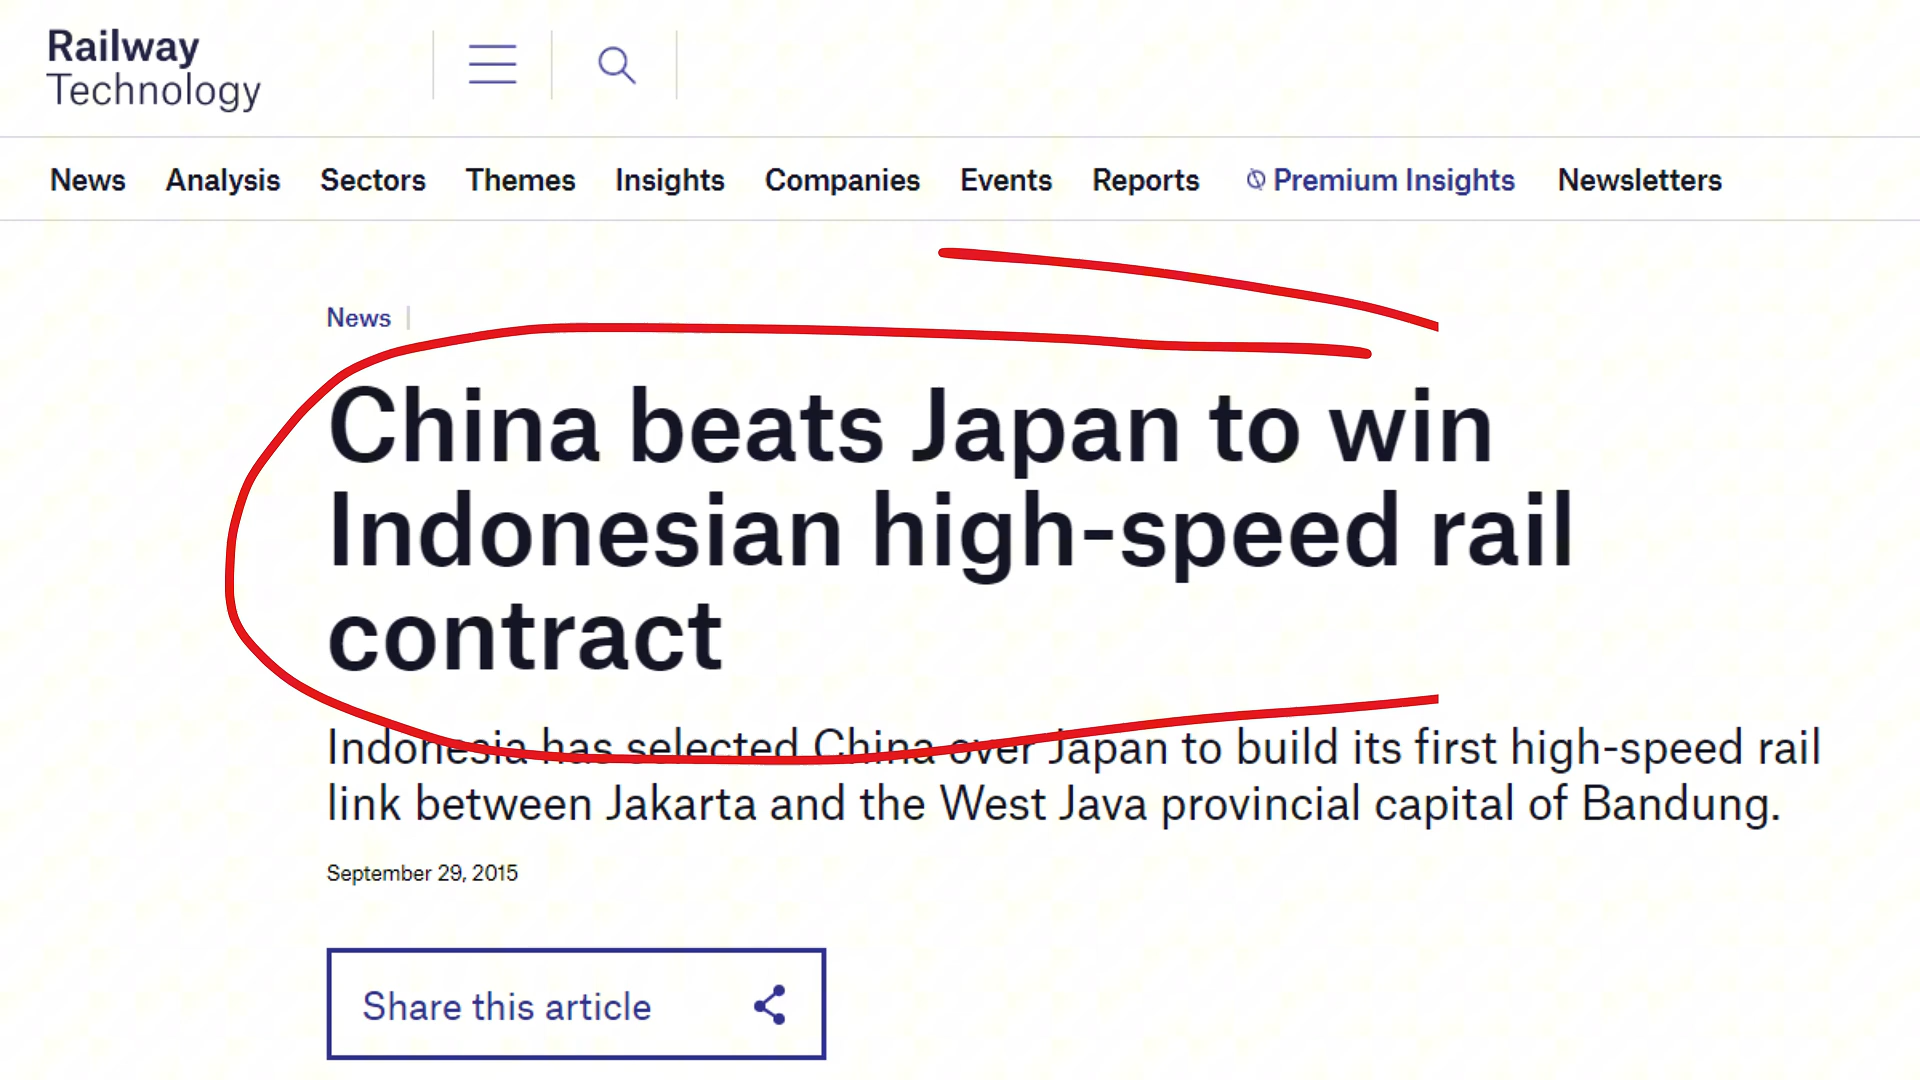 Railway
Technology
News Analysis Sectors Themes Insights Companies Events Reports Premium Insights Newsletters
News
China beats Japan to win
Indonesian high-speed rail
contract
Indonesia has selected China over Japan to build its first high-speed rail
link between Jakarta and the West Java provincial capital of Bandung.
September 29, 2015
Share this article